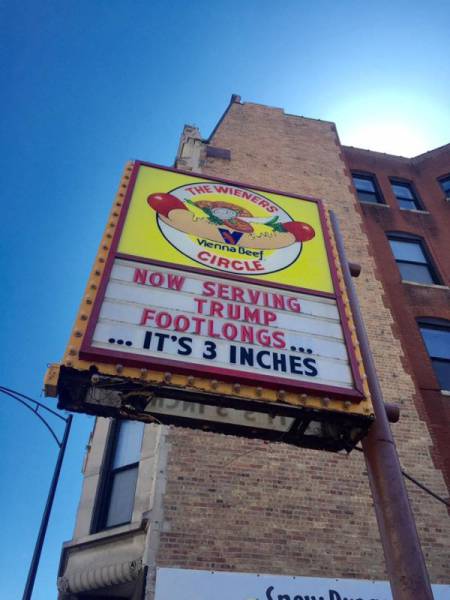 THE WIENERS
Vienna Beef
CIRCLE
NOW SERVING
TRUMP
FOOTLONGS...
... IT'S 3 INCHES